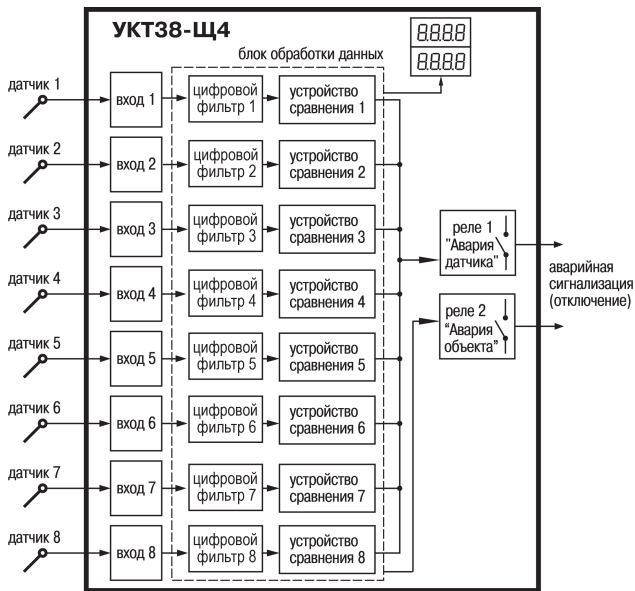 УКТ38-Щ4
блок обработки данных
8.8.8.8
8.8.8.8
датчик 1
вход 1
цифровой
фильтр 1
устройство
сравнения 1
датчик 2
вход 2
цифровой
фильтр 2
устройство
сравнения 2
датчик 3
вход 3
цифровой
фильтр 3
устройство
сравнения 3
датчик 4
вход 4
цифровой
фильтр 4
устройство
сравнения 4
датчик 5
вход 5
цифровой
фильтр 5
устройство
сравнения 5
датчик 6
вход 6
цифровой
фильтр 6
устройство
сравнения 6
датчик 7
вход 7
цифровой
фильтр 7
устройство
сравнения 7
датчик 8
вход 8
цифровой
фильтр 8
устройство
сравнения 8
реле 1
"Авария
датчика"
реле 2
“Авария
объекта”
аварийная
сигнализация
(отключение)